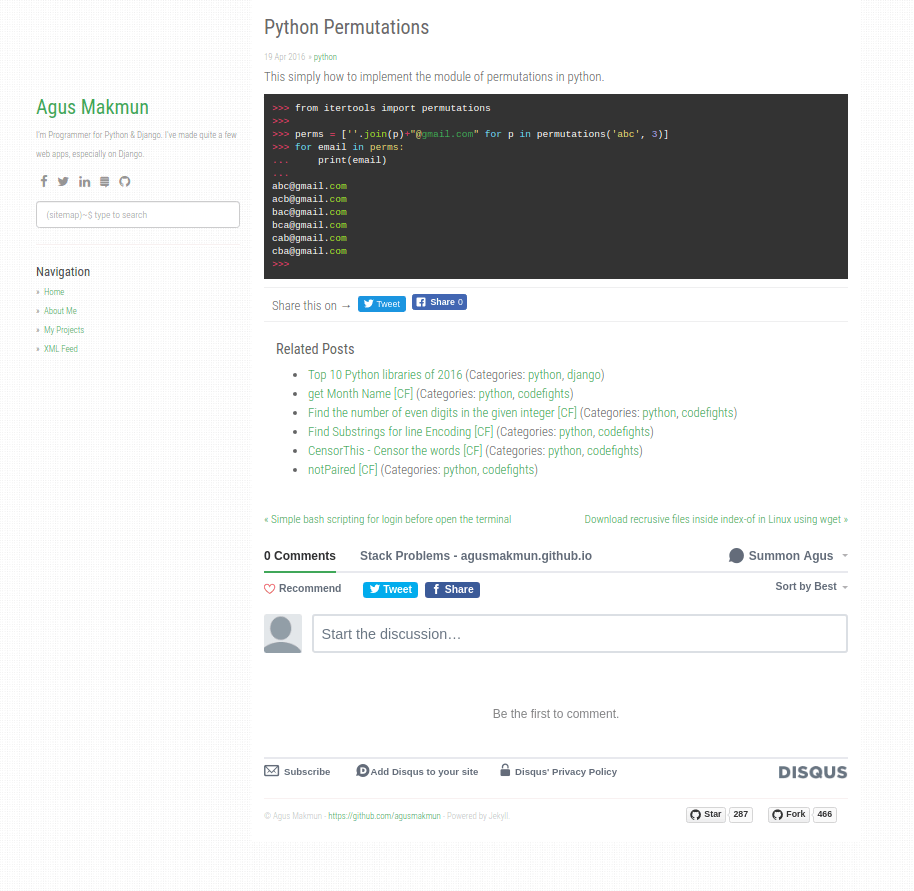 Agus Makmun
I'm Programmer for Python & Django. I've made quite a few
web apps, especially on Django.
(sitemap)~$ type to search
Navigation
» Home
» About Me
» My Projects
» XML Feed
Python Permutations
19 Apr 2016 » python
This simply how to implement the module of permutations in python.
>>> from itertools import permutations
>>>
>>> perms = [''.join(p)+"@gmail.com" for p in permutations('abc', 3)]
>>> for email in perms:
...     print(email)
...
abc@gmail.com
acb@gmail.com
bac@gmail.com
bca@gmail.com
cab@gmail.com
cba@gmail.com
>>>
Share this on → Tweet Share 0
Related Posts
• Top 10 Python libraries of 2016 (Categories: python, django)
• get Month Name [CF] (Categories: python, codefights)
• Find the number of even digits in the given integer [CF] (Categories: python, codefights)
• Find Substrings for line Encoding [CF] (Categories: python, codefights)
• CensorThis - Censor the words [CF] (Categories: python, codefights)
• notPaired [CF] (Categories: python, codefights)
« Simple bash scripting for login before open the terminal Download recrusive files inside index-of in Linux using wget »
0 Comments Stack Problems - agusmakmun.github.io Summon Agus
Recommend Tweet Share Sort by Best
Start the discussion…
Be the first to comment.
Subscribe Add Disqus to your site Disqus' Privacy Policy DISQUS
© Agus Makmun - https://github.com/agusmakmun - Powered by Jekyll. Star 287 Fork 466